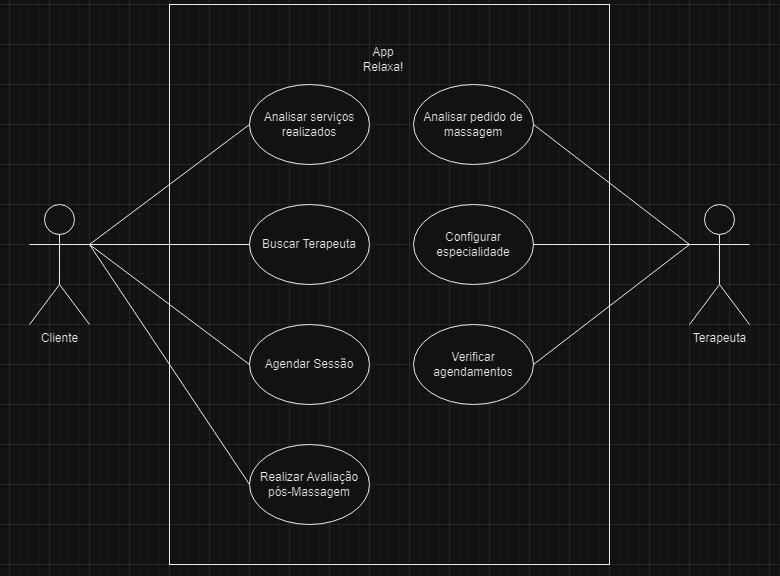 App
Relaxa!
Analisar serviços
realizados
Analisar pedido de
massagem
Buscar Terapeuta
Configurar
especialidade
Cliente
Terapeuta
Agendar Sessão
Verificar
agendamentos
Realizar Avaliação
pós-Massagem